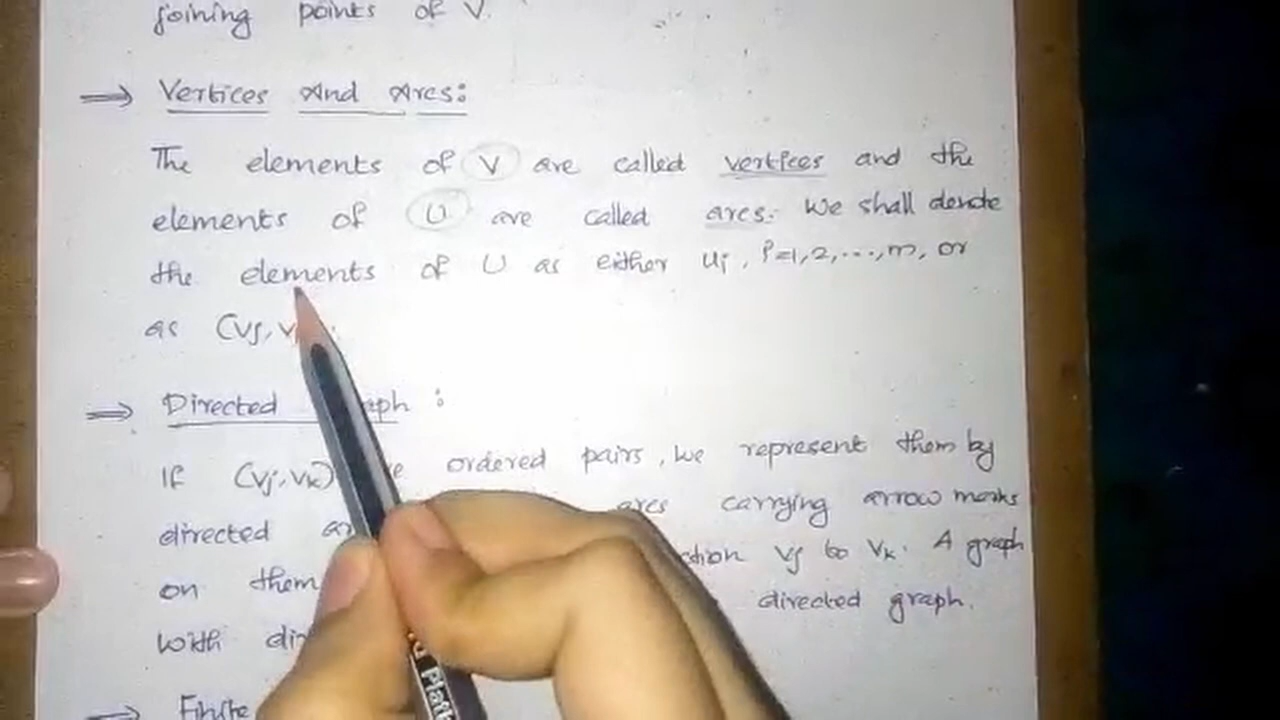 joining points of V.
⇒ Vertices And Arcs:
The elements of V are called vertices and the
elements of U are called arcs. We shall denote
the elements of U as either ui, i=1,2,...,m, or
as (vj, v
⇒ Directed aph :
If (vj, vk) ordered pairs, we represent them by
directed arcs carrying arrow marks
on them vj to vk. A graph
with directed graph.
⇒ Finite